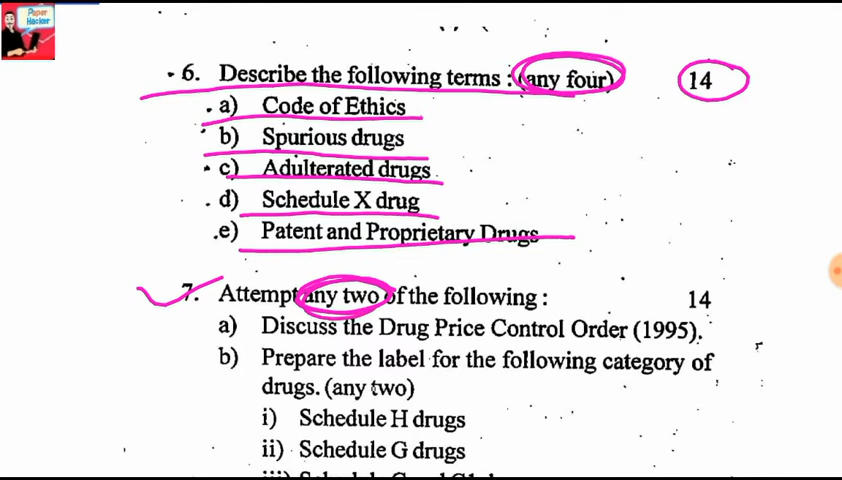 Paper
Hacker
6. Describe the following terms : (any four) 14
a) Code of Ethics
b) Spurious drugs
c) Adulterated drugs
d) Schedule X drug
e) Patent and Proprietary Drugs
7. Attempt any two of the following : 14
a) Discuss the Drug Price Control Order (1995).
b) Prepare the label for the following category of
drugs. (any two)
i) Schedule H drugs
ii) Schedule G drugs